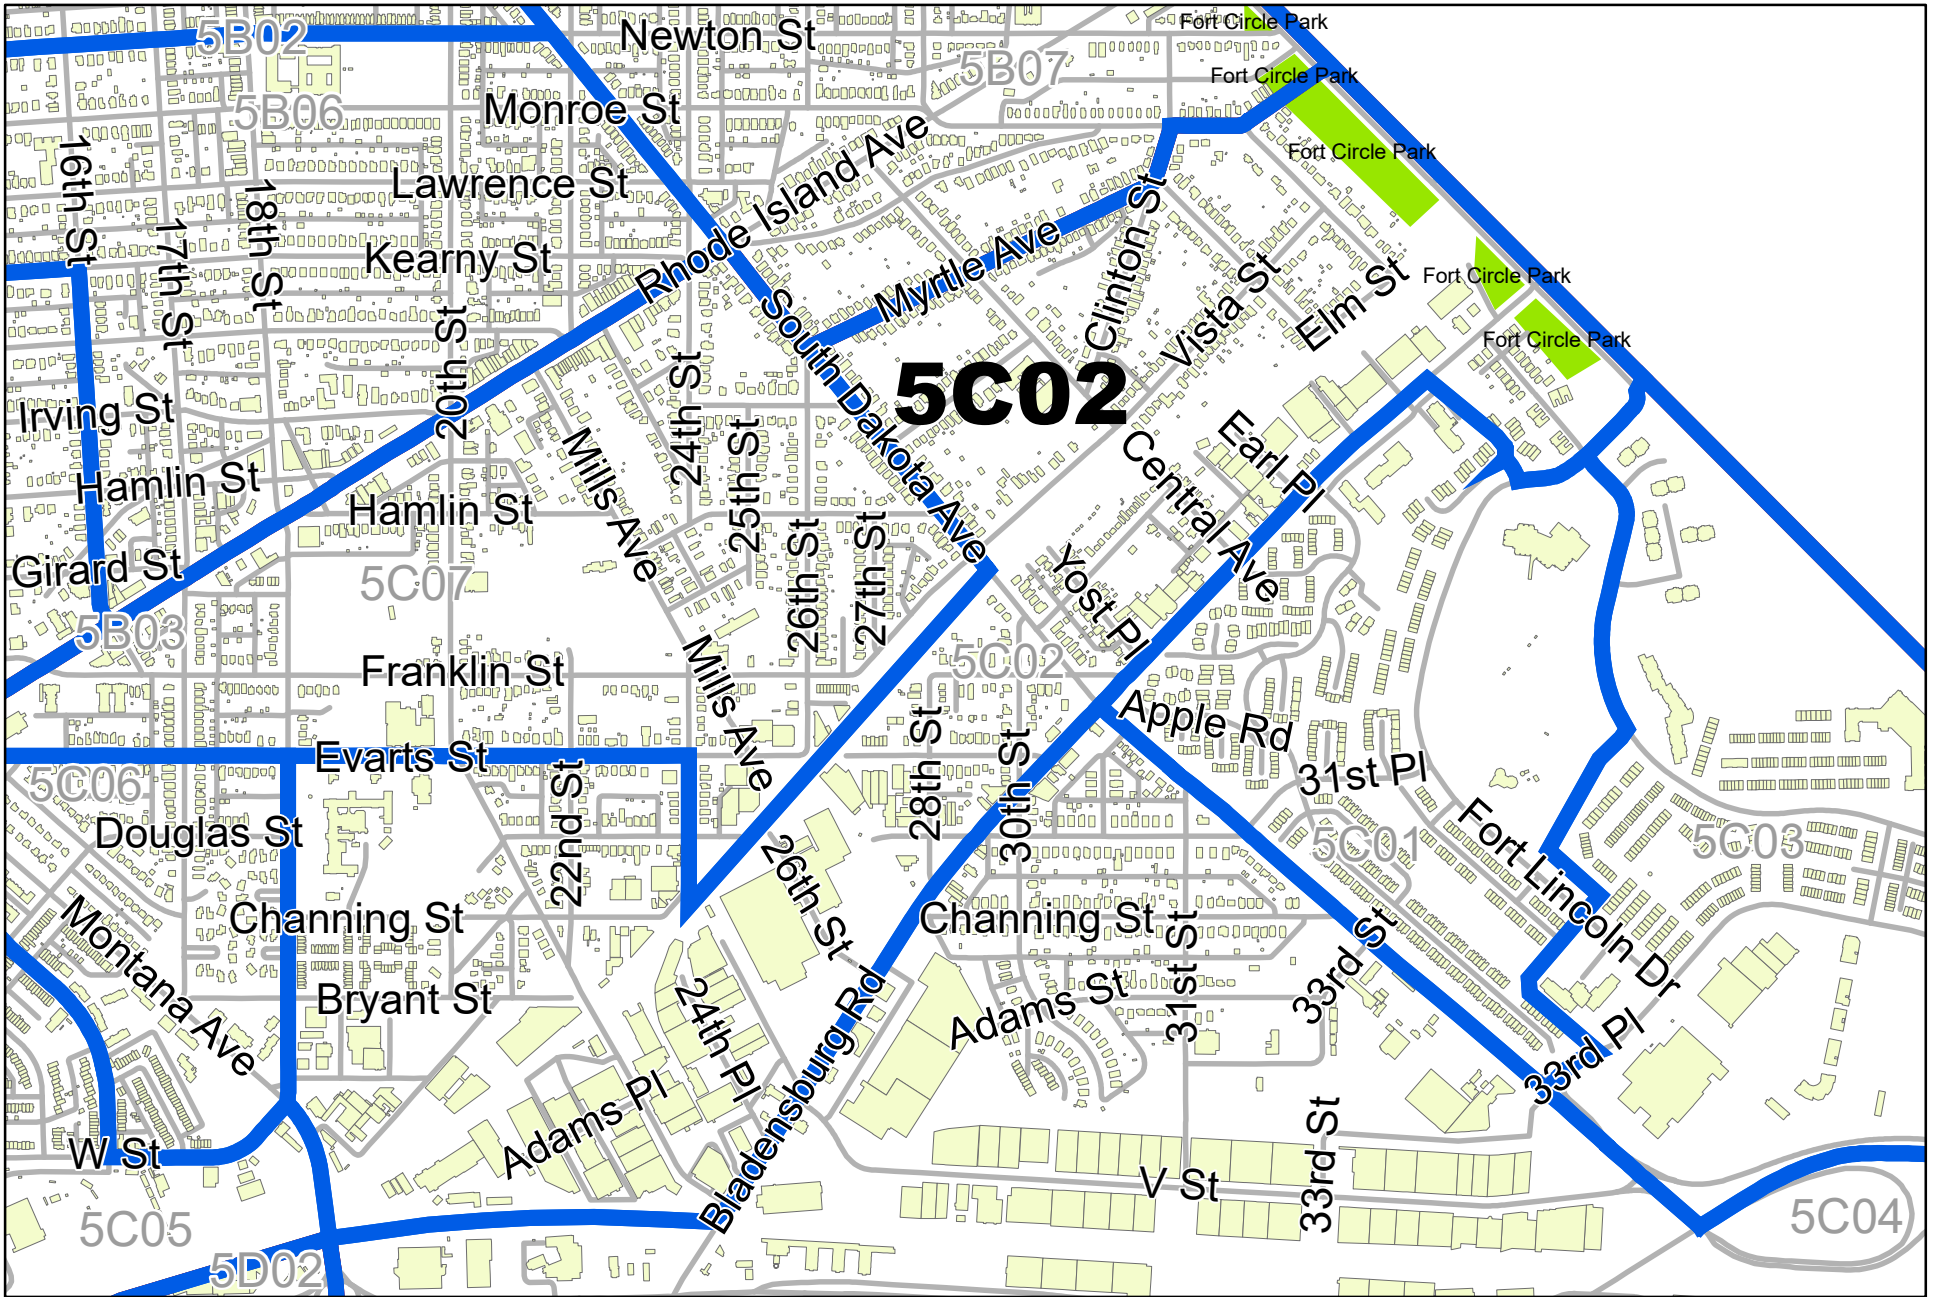 Fort Circle Park
5B02
Newton St
5B07
Fort Circle Park
5B06
Monroe St
Fort Circle Park
16th St
Lawrence St
Rhode Island Ave
18th St
17th St
Kearny St
Myrtle Ave
Clinton St
Vista St
Elm St
Fort Circle Park
Fort Circle Park
20th St
South Dakota Ave
5C02
Irving St
24th St
25th St
Mills Ave
Central Ave
Earl Pl
Hamlin St
Hamlin St
26th St
27th St
Girard St
5C07
Yost Pl
5B03
Franklin St
Mills Ave
5C02
Apple Rd
28th St
30th St
Evarts St
31st Pl
5C06
22nd St
Douglas St
26th St
5C01
Fort Lincoln Dr
5C03
Montana Ave
Channing St
Channing St
31st St
33rd St
Bryant St
24th Pl
Bladensburg Rd
Adams St
33rd Pl
Adams Pl
W St
V St
33rd St
5C05
5C04
5D02